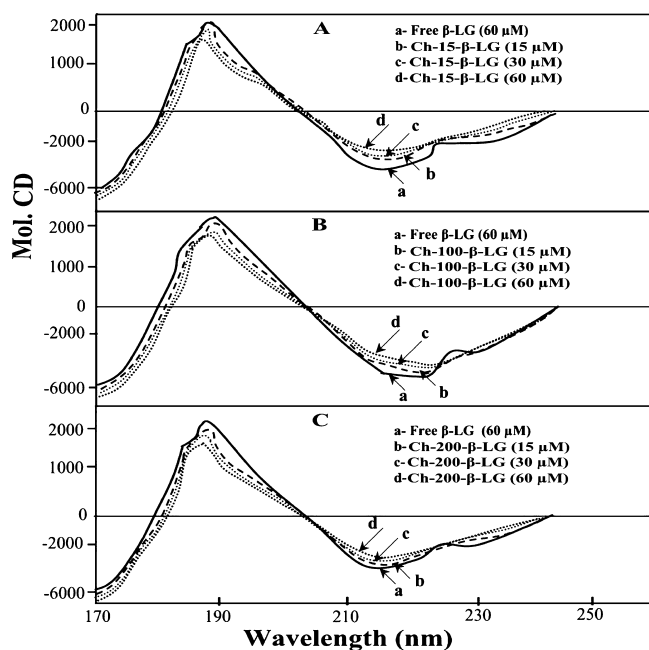 A
a- Free β-LG (60 µM)
b- Ch-15-β-LG (15 µM)
c- Ch-15-β-LG (30 µM)
d- Ch-15-β-LG (60 µM)
2000
1000
0
-2000
-6000
d
c
b
a
B
a- Free β-LG (60 µM)
b- Ch-100-β-LG (15 µM)
c- Ch-100-β-LG (30 µM)
d- Ch-100-β-LG (60 µM)
2000
1000
0
-2000
-6000
d
c
b
a
Mol. CD
C
a- Free β-LG (60 µM)
b- Ch-200-β-LG (15 µM)
c- Ch-200-β-LG (30 µM)
d- Ch-200-β-LG (60 µM)
2000
1000
0
-2000
-6000
d
c
b
a
170 190 210 230 250
Wavelength (nm)